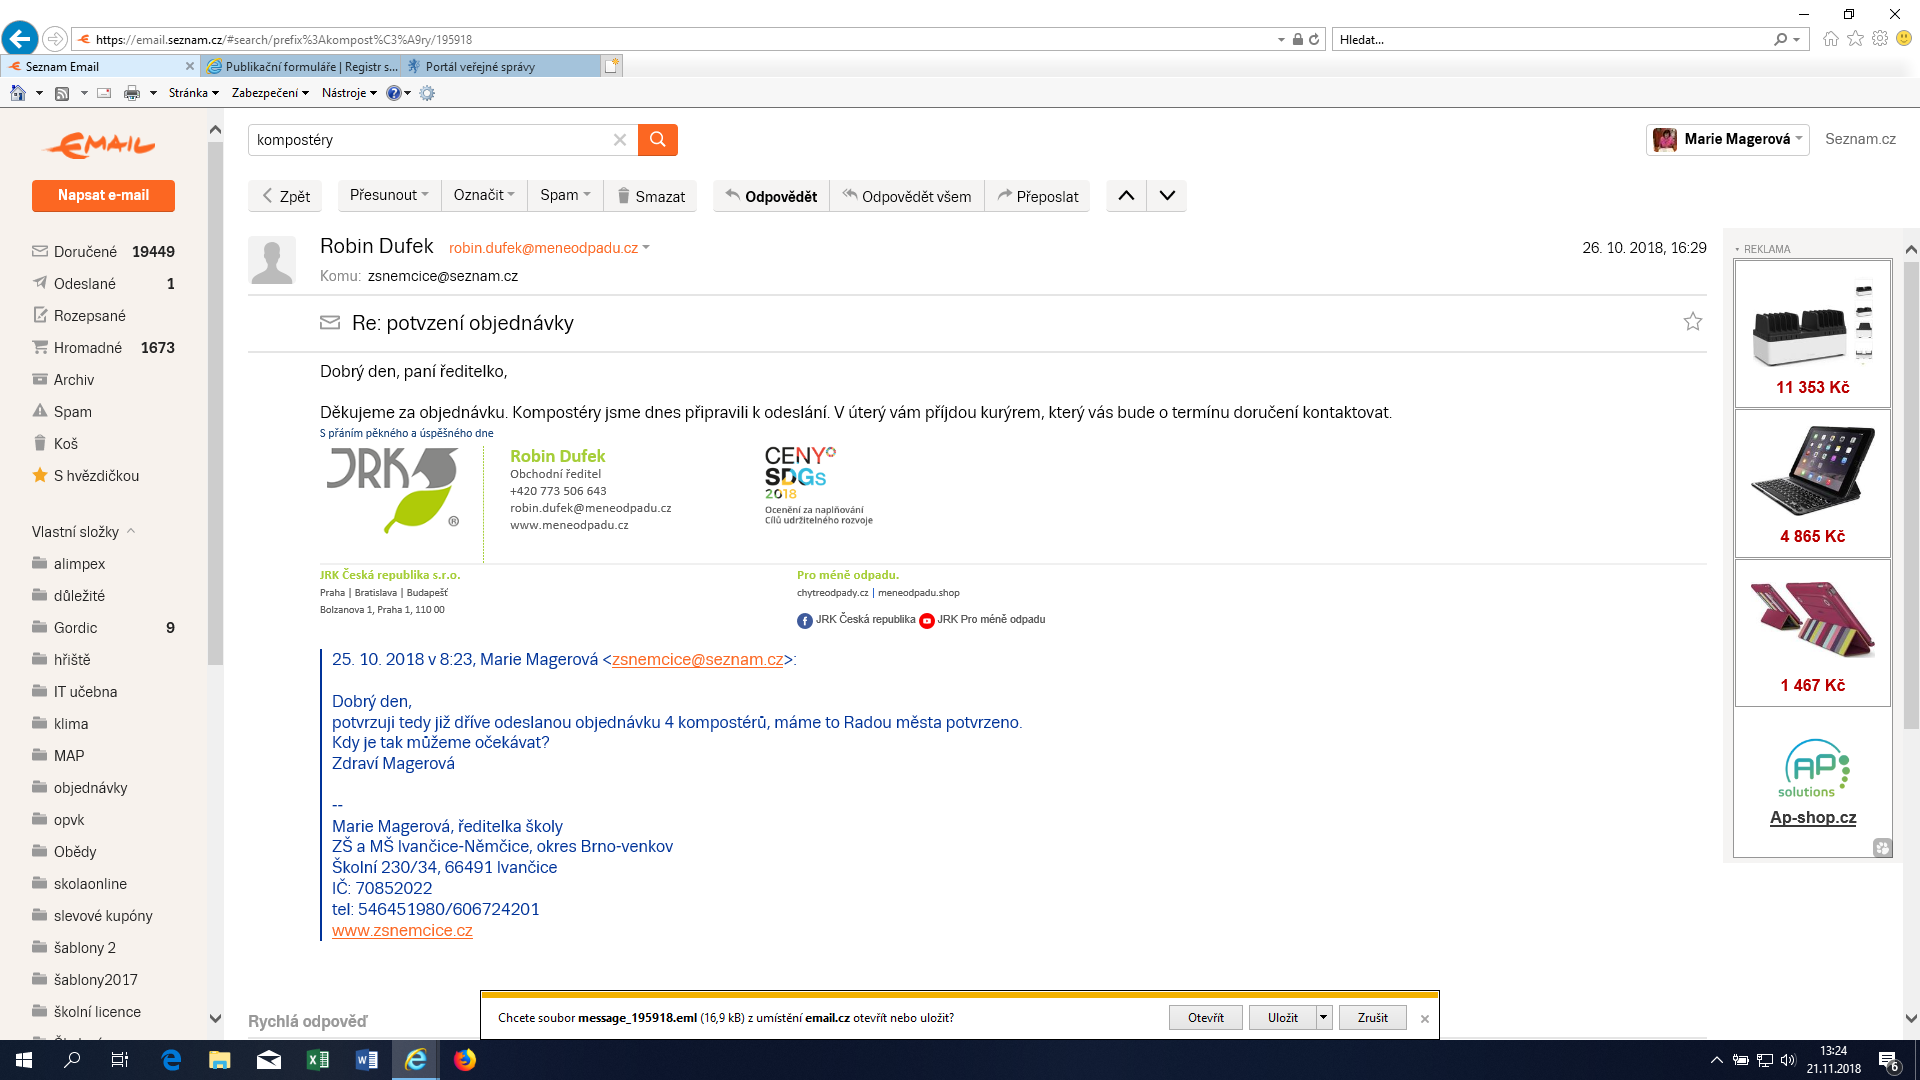 https://email.seznam.cz/#search/prefix%3Akompost%C3%A9ry/195918
Hledat...
Seznam Email
Publikační formuláře | Registr s...
Portál veřejné správy
Stránka
Zabezpečení
Nástroje
EMAIL
kompostéry
Marie Magerová
Seznam.cz
Napsat e-mail
Zpět
Přesunout
Označit
Spam
Smazat
Odpovědět
Odpovědět všem
Přeposlat
Doručené 19449
Odeslané 1
Rozepsané
Hromadné 1673
Archiv
Spam
Koš
S hvězdičkou
Vlastní složky
alimpex
důležité
Gordic 9
hřiště
IT učebna
klima
MAP
objednávky
opvk
Obědy
skolaonline
slevové kupóny
šablony 2
šablony2017
školní licence
Robin Dufek robin.dufek@meneodpadu.cz
26. 10. 2018, 16:29
Komu: zsnemcice@seznam.cz
Re: potvzení objednávky
Dobrý den, paní ředitelko,
Děkujeme za objednávku. Kompostéry jsme dnes připravili k odeslání. V úterý vám příjdou kurýrem, který vás bude o termínu doručení kontaktovat.
S přáním pěkného a úspěšného dne
JRK ®
Robin Dufek
Obchodní ředitel
+420 773 506 643
robin.dufek@meneodpadu.cz
www.meneodpadu.cz
CENY
SDGs
2018
Ocenění za naplňování
Cílů udržitelného rozvoje
JRK Česká republika s.r.o.
Praha | Bratislava | Budapešť
Bolzanova 1, Praha 1, 110 00
Pro méně odpadu.
chytreodpady.cz | meneodpadu.shop
JRK Česká republika JRK Pro méně odpadu
25. 10. 2018 v 8:23, Marie Magerová <zsnemcice@seznam.cz>:
Dobrý den,
potvrzuji tedy již dříve odeslanou objednávku 4 kompostérů, máme to Radou města potvrzeno.
Kdy je tak můžeme očekávat?
Zdraví Magerová
--
Marie Magerová, ředitelka školy
ZŠ a MŠ Ivančice-Němčice, okres Brno-venkov
Školní 230/34, 66491 Ivančice
IČ: 70852022
tel: 546451980/606724201
www.zsnemcice.cz
Rychlá odpověď
REKLAMA
11 353 Kč
4 865 Kč
1 467 Kč
AP
solutions
Ap-shop.cz
Chcete soubor message_195918.eml (16,9 kB) z umístění email.cz otevřít nebo uložit?
Otevřít
Uložit
Zrušit
13:24
21.11.2018
6